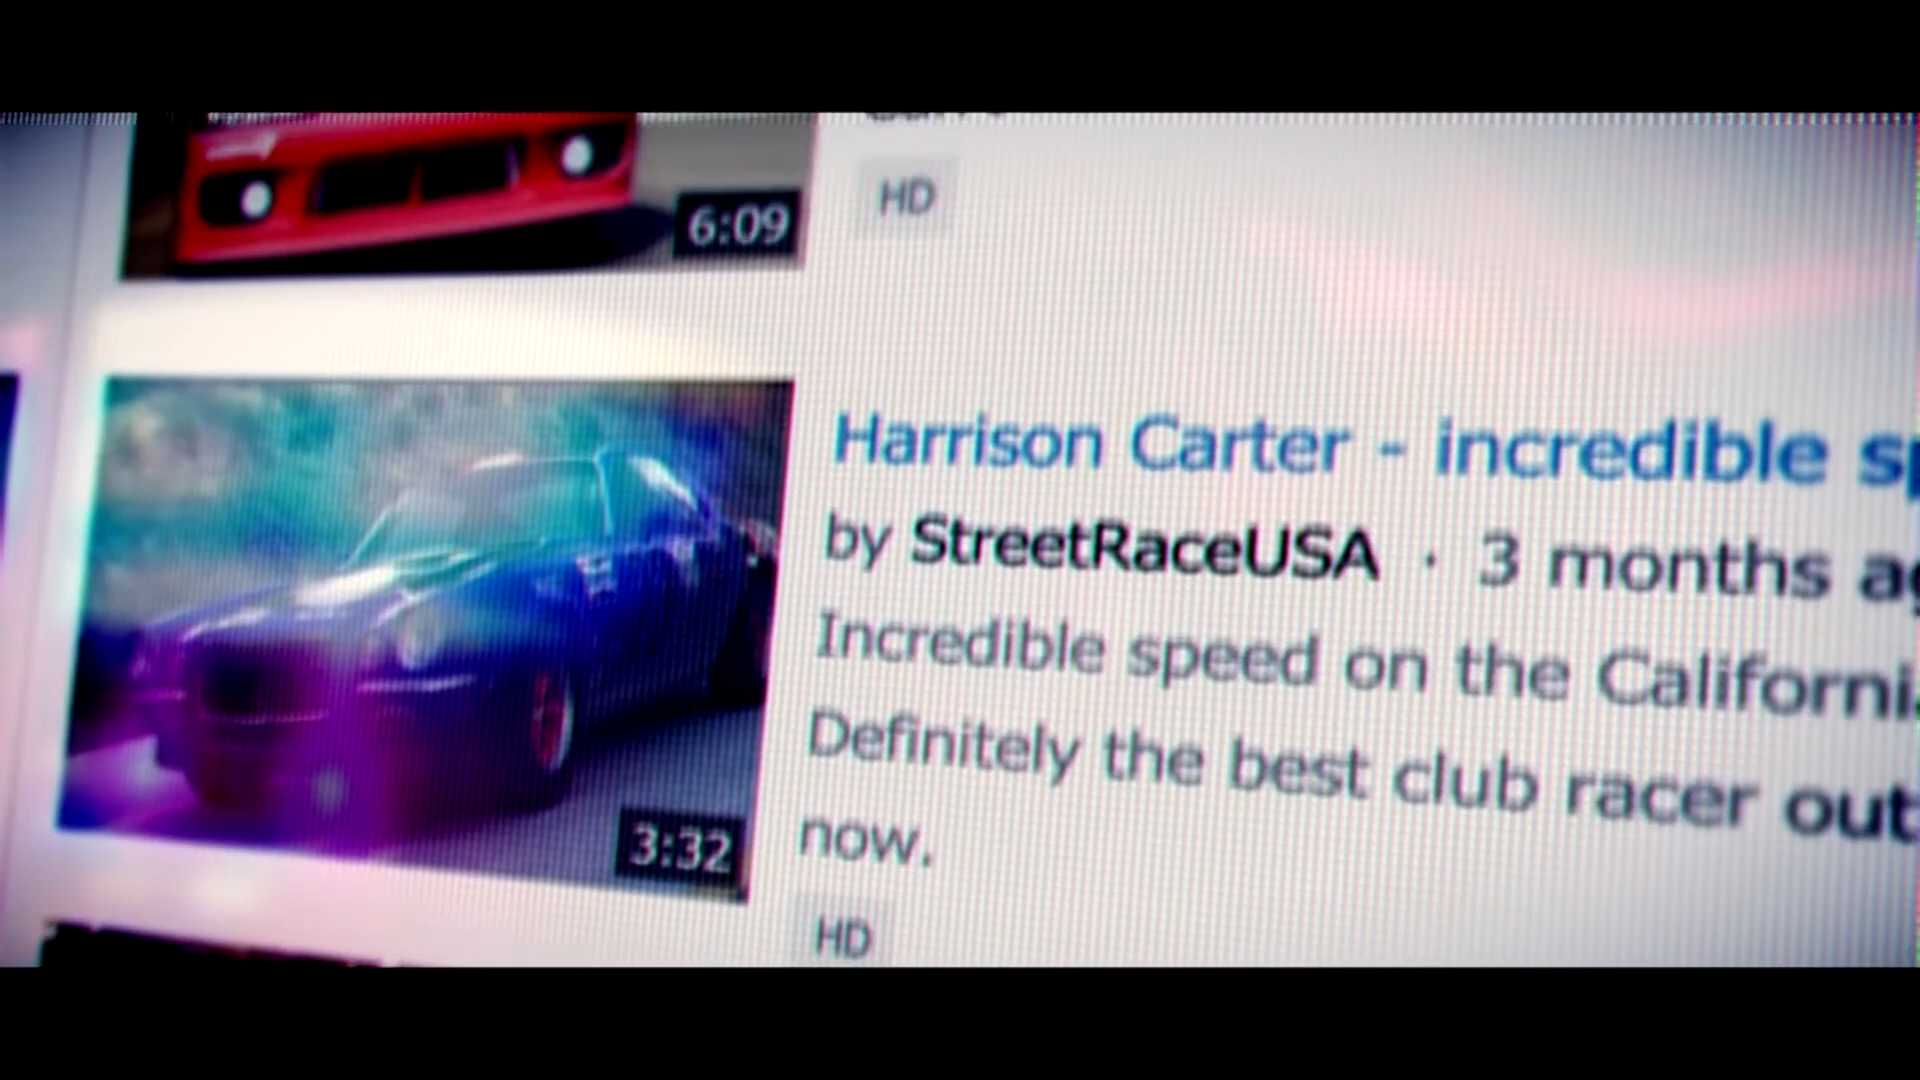 6:09
HD
Harrison Carter - incredible
by StreetRaceUSA · 3 months
Incredible speed on the
Definitely the best club racer out
now.
3:32
HD